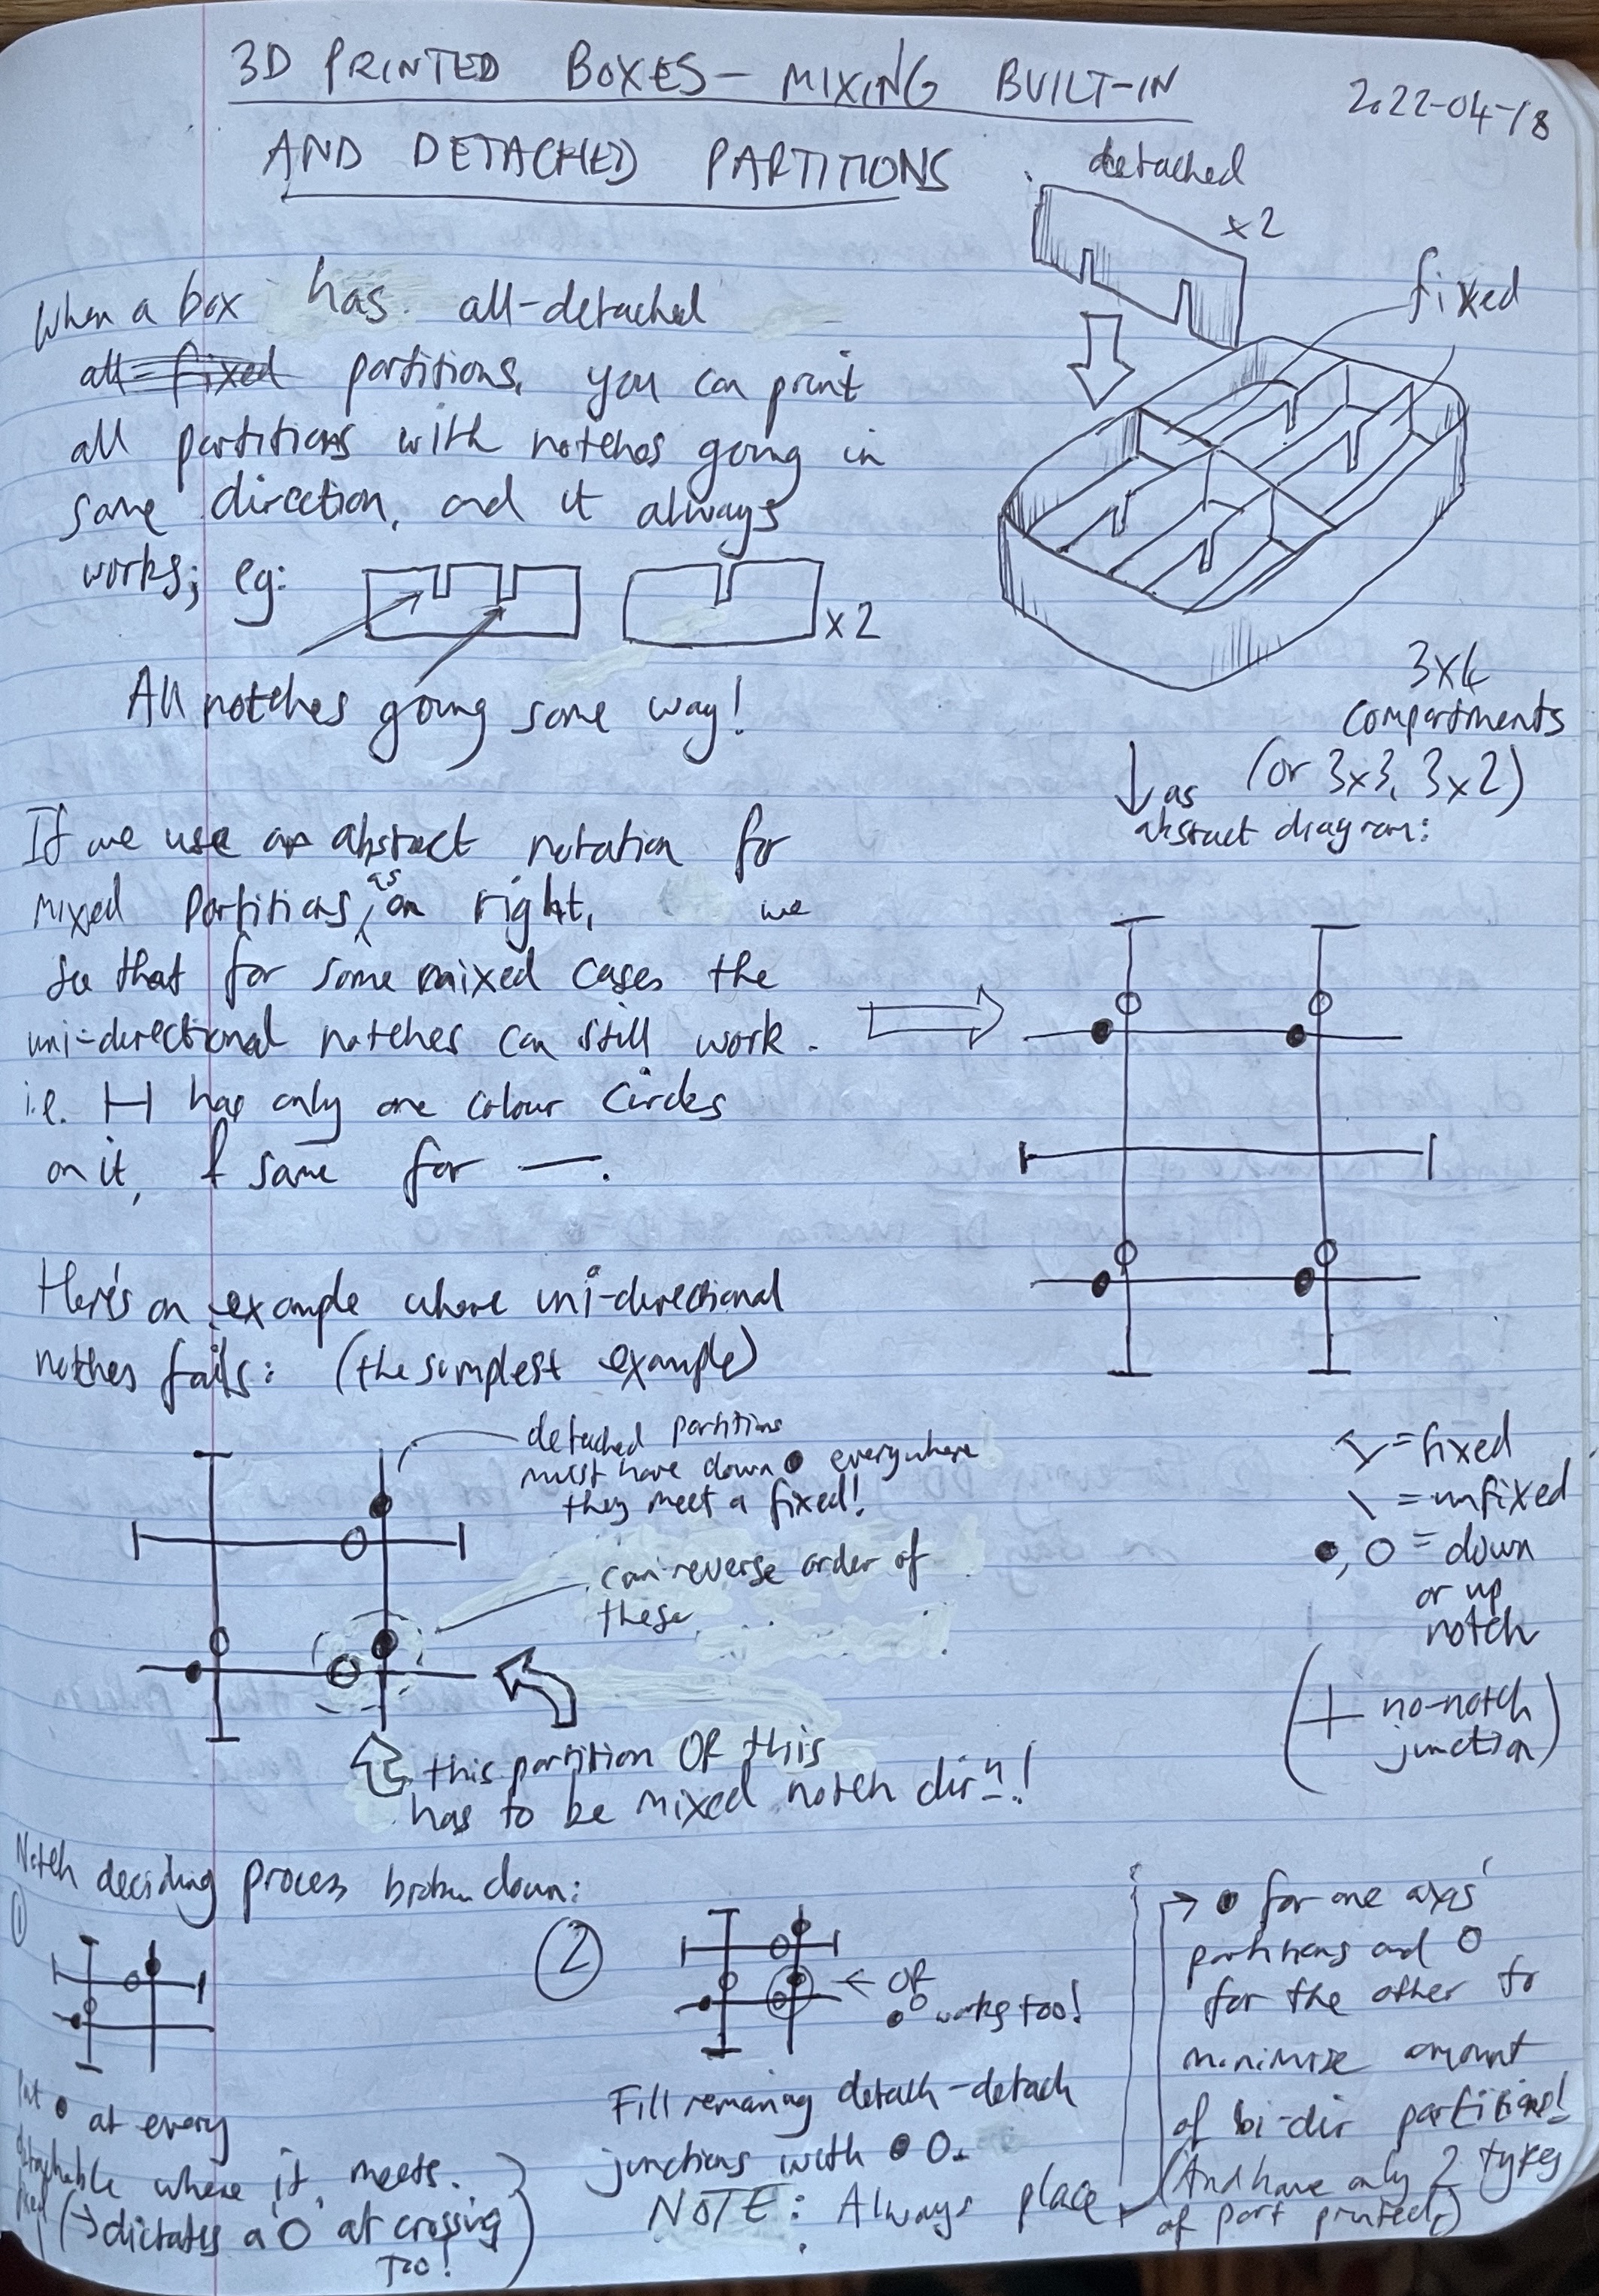 3D PRINTED BOXES – MIXING BUILT-IN
AND DETACHED PARTITIONS
2022-04-18
detached
x2
fixed
When a box has all-detached
all-fixed partitions, you can print
all partitions with notches going in
same direction, and it always
works; eg:
x2
All notches going same way!
3x4
compartments
(or 3x3, 3x2)
↓ as
abstract diagram:
If we use an abstract notation for
mixed partitions, as on right, we
see that for some mixed cases the
uni-directional notches can still work.
i.e. H has only one colour circles
on it, & same for —.
Here's an example where uni-directional
notches fails: (the simplest example)
detached partitions
must have down ● everywhere
they meet a fixed!
can reverse order of
these
this partition OR this
has to be mixed notch dirⁿ!
I = fixed
\ = unfixed
●, ○ = down
or up
notch
(+ no-notch
junction)
Notch deciding process broken down:
①
Put ● at every
detachable where it meets
fixed (→ dictates a ○ at crossing
too!)
②
← OR
●○ works too!
Fill remaining detach-detach
junctions with ● ○.
NOTE: Always place
→ ● for one axis'
partitions and ○
for the other to
minimize amount
of bi-dir partitions!
(And have only 2 types
of part printed)